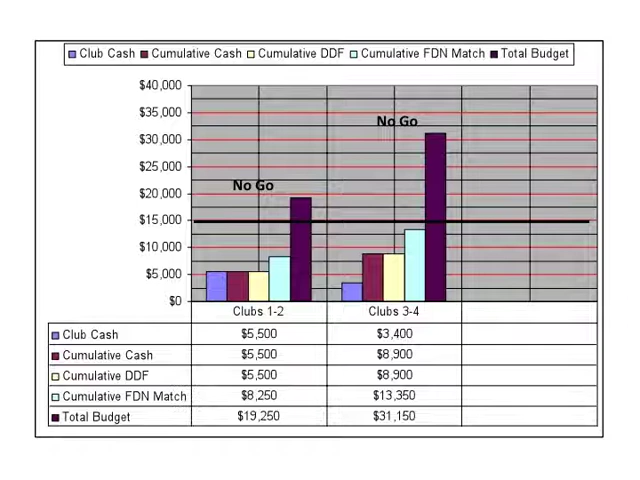 Club Cash Cumulative Cash Cumulative DDF Cumulative FDN Match Total Budget
$40,000
$35,000
No Go
$30,000
$25,000
No Go
$20,000
$15,000
$10,000
$5,000
$0
Clubs 1-2 Clubs 3-4
Club Cash $5,500 $3,400
Cumulative Cash $5,500 $8,900
Cumulative DDF $5,500 $8,900
Cumulative FDN Match $8,250 $13,350
Total Budget $19,250 $31,150